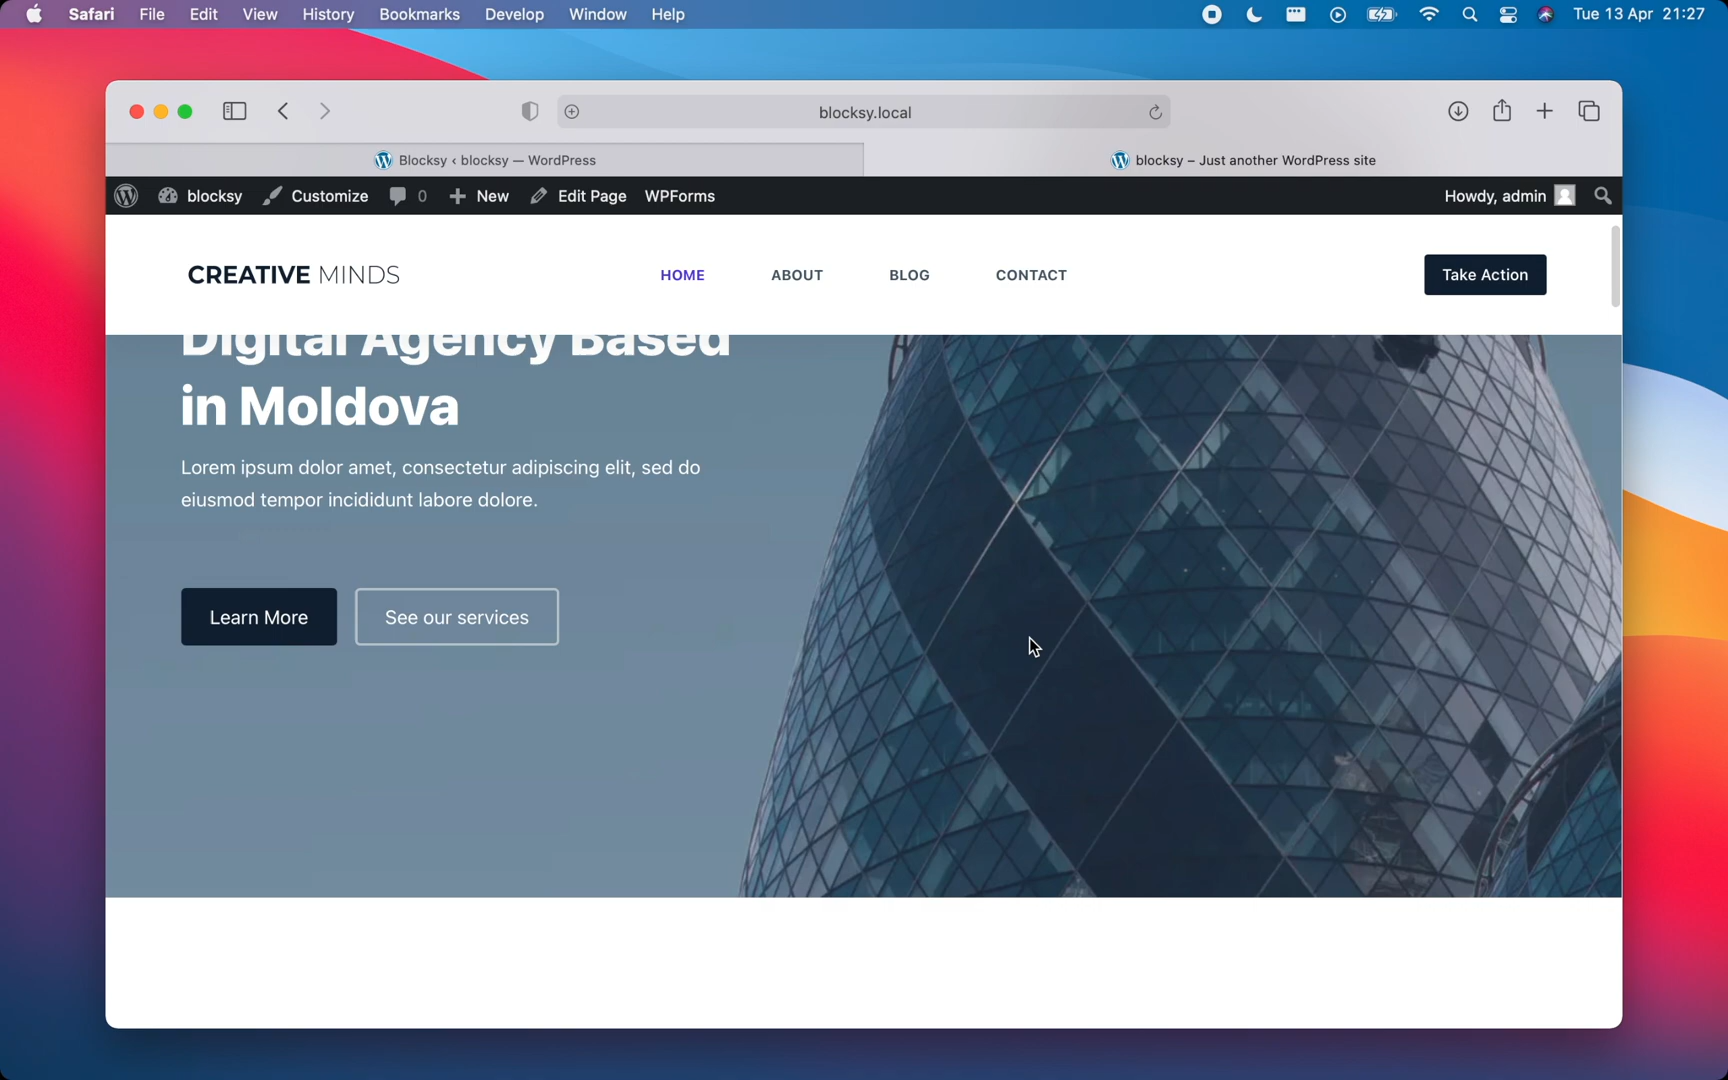 Safari File Edit View History Bookmarks Develop Window Help Tue 13 Apr 21:27
blocksy.local
Blocksy ‹ blocksy — WordPress
blocksy – Just another WordPress site
blocksy Customize 0 New Edit Page WPForms Howdy, admin
CREATIVE MINDS HOME ABOUT BLOG CONTACT Take Action
Digital Agency Based
in Moldova
Lorem ipsum dolor amet, consectetur adipiscing elit, sed do
eiusmod tempor incididunt labore dolore.
Learn More See our services